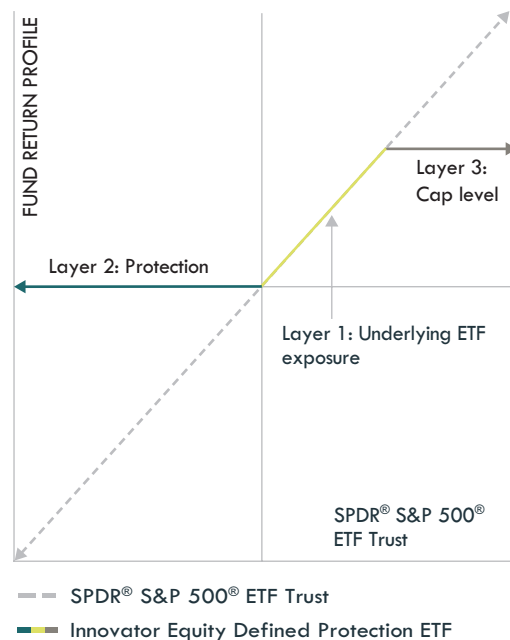 FUND RETURN PROFILE
Layer 3:
Cap level
Layer 2: Protection
Layer 1: Underlying ETF
exposure
SPDR® S&P 500®
ETF Trust
SPDR® S&P 500® ETF Trust
Innovator Equity Defined Protection ETF